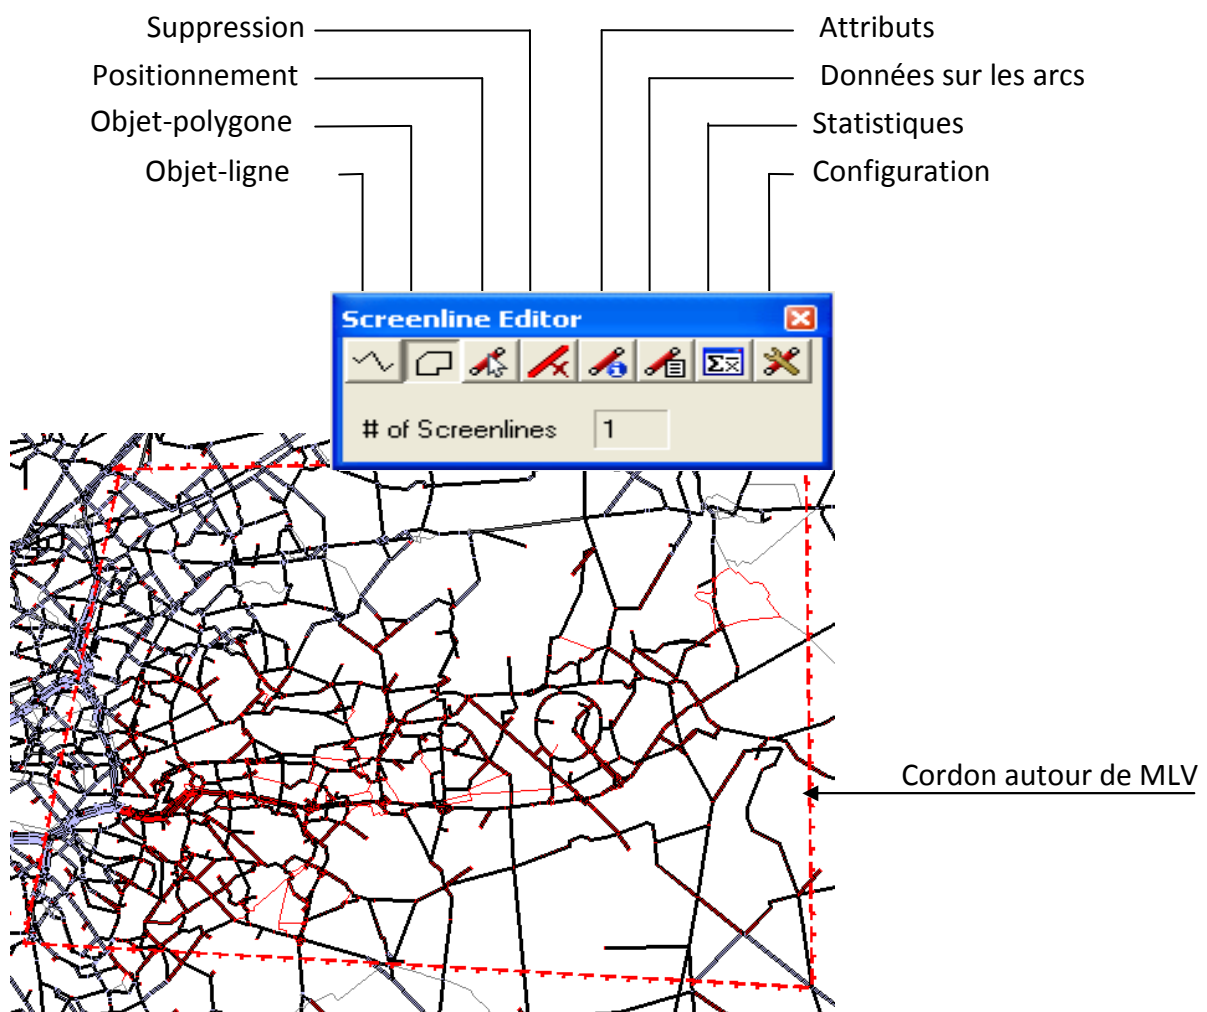 Suppression
Attributs
Positionnement
Données sur les arcs
Objet-polygone
Statistiques
Objet-ligne
Configuration
Screenline Editor
Σx̄
# of Screenlines 1
Cordon autour de MLV